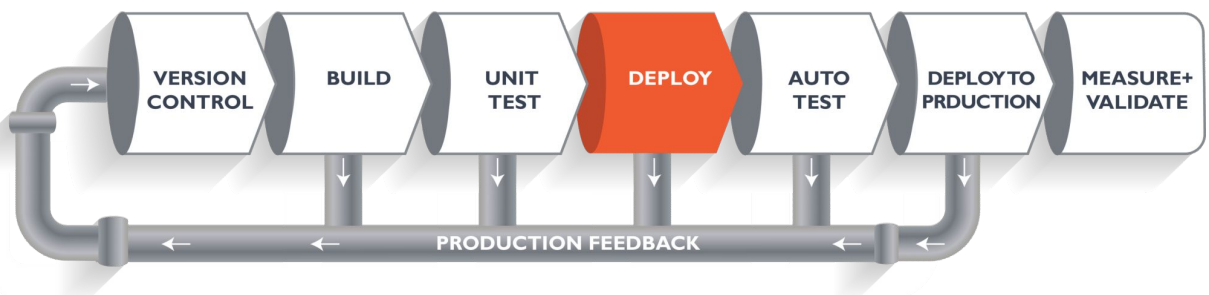 VERSION
CONTROL
BUILD
UNIT
TEST
DEPLOY
AUTO
TEST
DEPLOY TO
PRDUCTION
MEASURE+
VALIDATE
PRODUCTION FEEDBACK